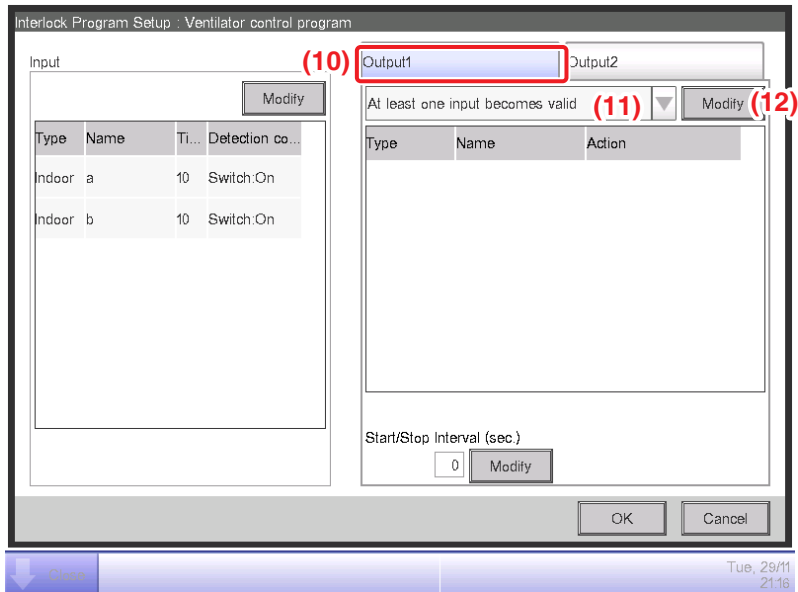 Interlock Program Setup : Ventilator control program
Input
Modify
Type Name Ti... Detection co...
Indoor a 10 Switch:On
Indoor b 10 Switch:On
(10) Output1 Output2
At least one input becomes valid (11) Modify (12)
Type Name Action
Start/Stop Interval (sec.)
0 Modify
OK Cancel
Tue, 29/11
21:16